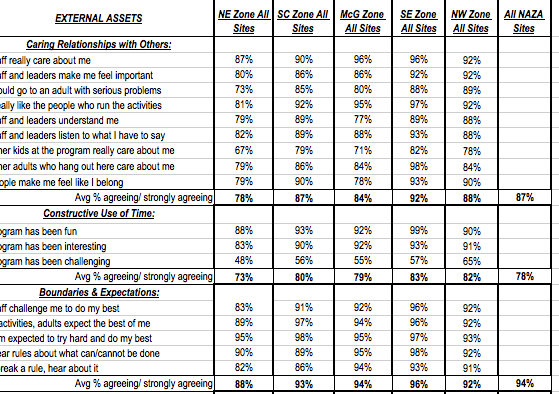 EXTERNAL ASSETS NE Zone All Sites SC Zone All Sites McG Zone All Sites SE Zone All Sites NW Zone All Sites All NAZA Sites
Caring Relationships with Others:
ff really care about me 87% 90% 96% 96% 92%
ff and leaders make me feel important 80% 86% 86% 92% 92%
uld go to an adult with serious problems 73% 85% 80% 88% 89%
ally like the people who run the activities 81% 92% 95% 97% 92%
ff and leaders understand me 79% 89% 77% 89% 89%
ff and leaders listen to what I have to say 82% 89% 88% 93% 88%
er kids at the program really care about me 67% 79% 71% 82% 78%
er adults who hang out here care about me 79% 86% 84% 98% 84%
ople make me feel like I belong 79% 90% 78% 93% 90%
Avg % agreeing/ strongly agreeing 78% 87% 84% 92% 88% 87%
Constructive Use of Time:
ogram has been fun 88% 93% 92% 99% 90%
ogram has been interesting 83% 90% 92% 93% 91%
ogram has been challenging 48% 56% 55% 57% 65%
Avg % agreeing/ strongly agreeing 73% 80% 79% 83% 82% 78%
Boundaries & Expectations:
ff challenge me to do my best 83% 91% 92% 96% 92%
activities, adults expect the best of me 89% 97% 94% 96% 92%
m expected to try hard and do my best 95% 98% 95% 97% 93%
ear rules about what can/cannot be done 90% 89% 95% 98% 92%
reak a rule, hear about it 82% 86% 94% 93% 91%
Avg % agreeing/ strongly agreeing 88% 93% 94% 96% 92% 94%